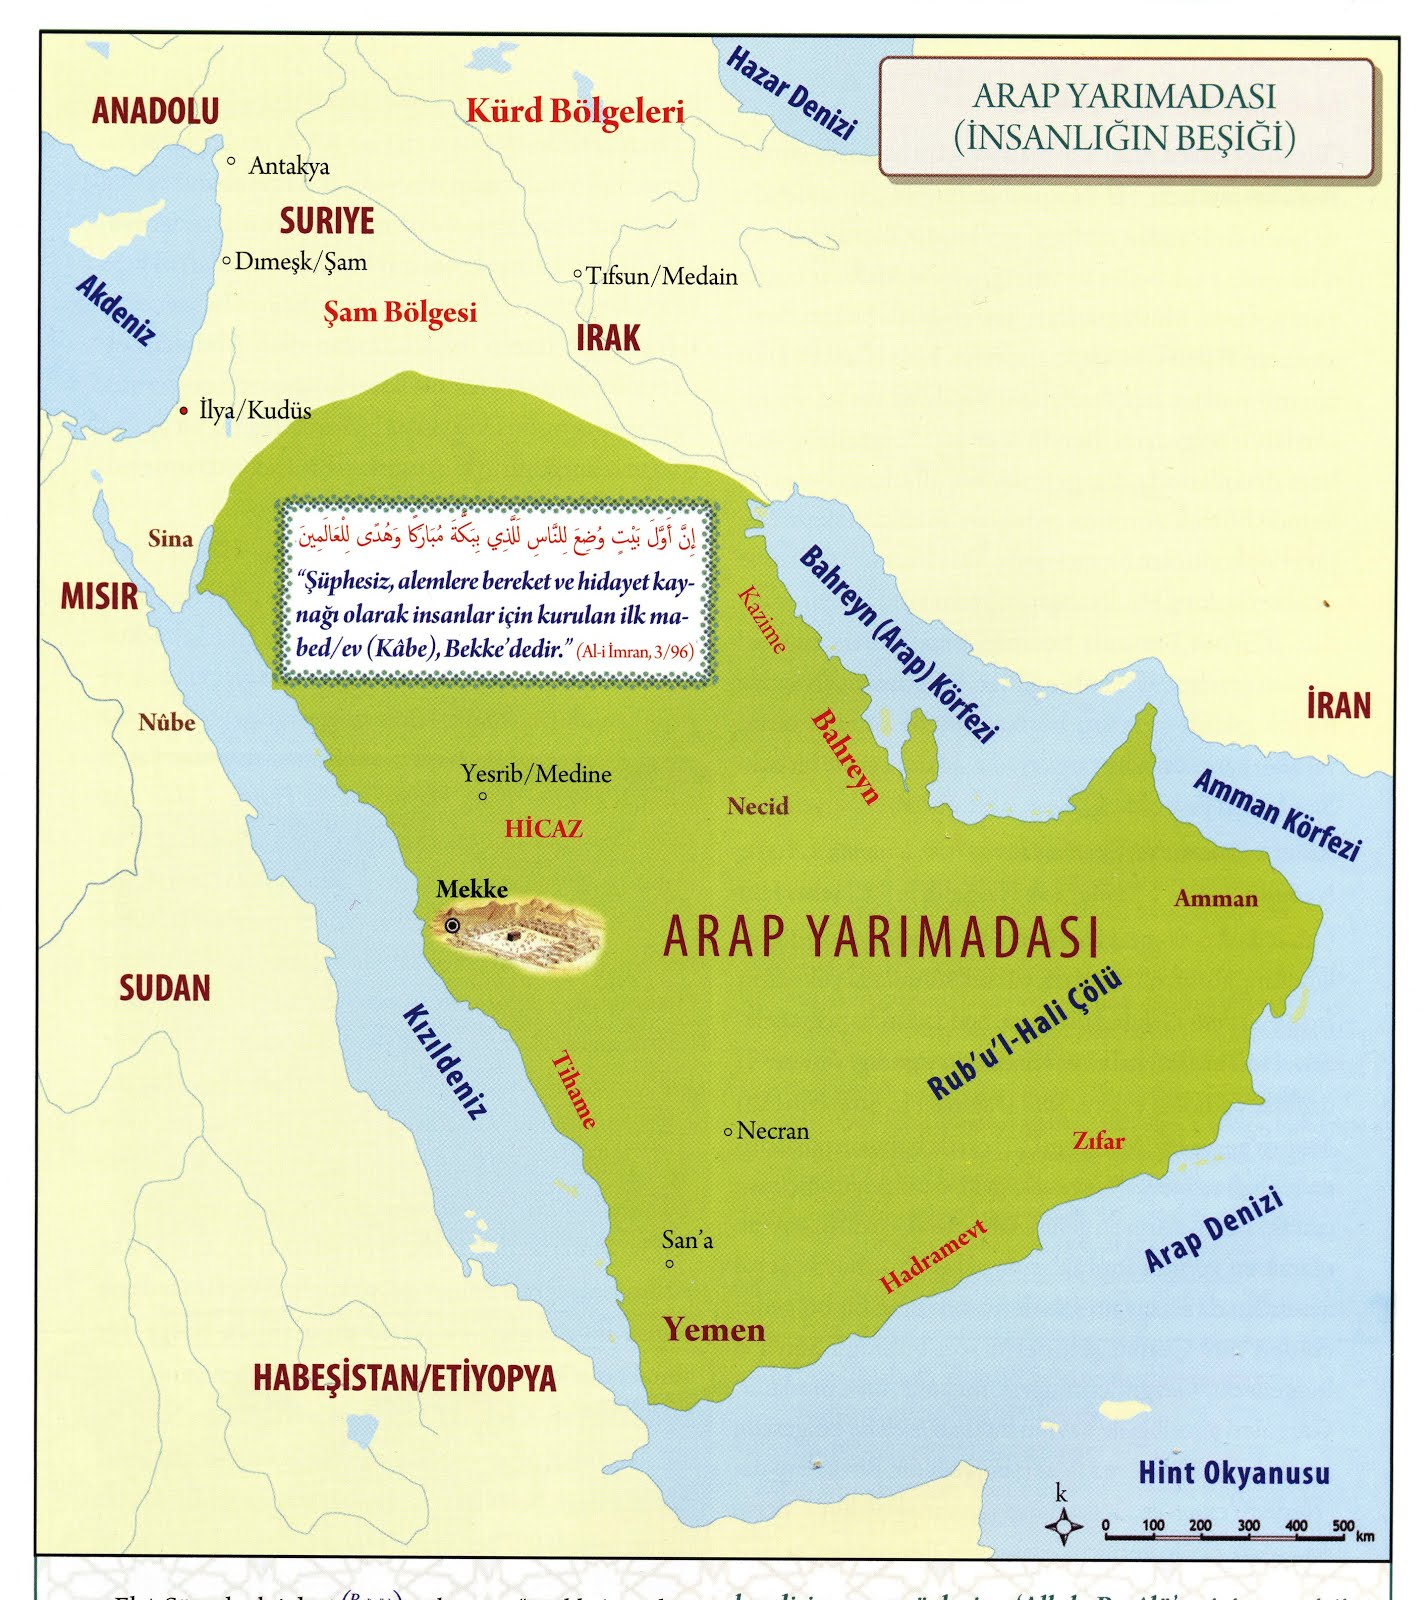 ARAP YARIMADASI
(İNSANLIĞIN BEŞİĞİ)
Hazar Denizi
ANADOLU
Kürd Bölgeleri
Antakya
SURIYE
Dımeşk/Şam
Tıfsun/Medain
Akdeniz
Şam Bölgesi
IRAK
İlya/Kudüs
Sina
إِنَّ أَوَّلَ بَيْتٍ وُضِعَ لِلنَّاسِ لَلَّذِي بِبَكَّةَ مُبَارَكًا وَهُدًى لِلْعَالَمِينَ
“Şüphesiz, alemlere bereket ve hidayet kay-
nağı olarak insanlar için kurulan ilk ma-
bed/ev (Kâbe), Bekke’dedir.” (Al-i İmran, 3/96)
MISIR
Kazime
Bahreyn (Arap) Körfezi
İRAN
Nûbe
Bahreyn
Yesrib/Medine
Necid
HİCAZ
Amman Körfezi
Mekke
Amman
ARAP YARIMADASI
SUDAN
Rub’u’l-Hali Çölü
Kızıldeniz
Tihame
Necran
Zıfar
San’a
Hadramevt
Arap Denizi
Yemen
HABEŞİSTAN/ETİYOPYA
Hint Okyanusu
k
0 100 200 300 400 500 km